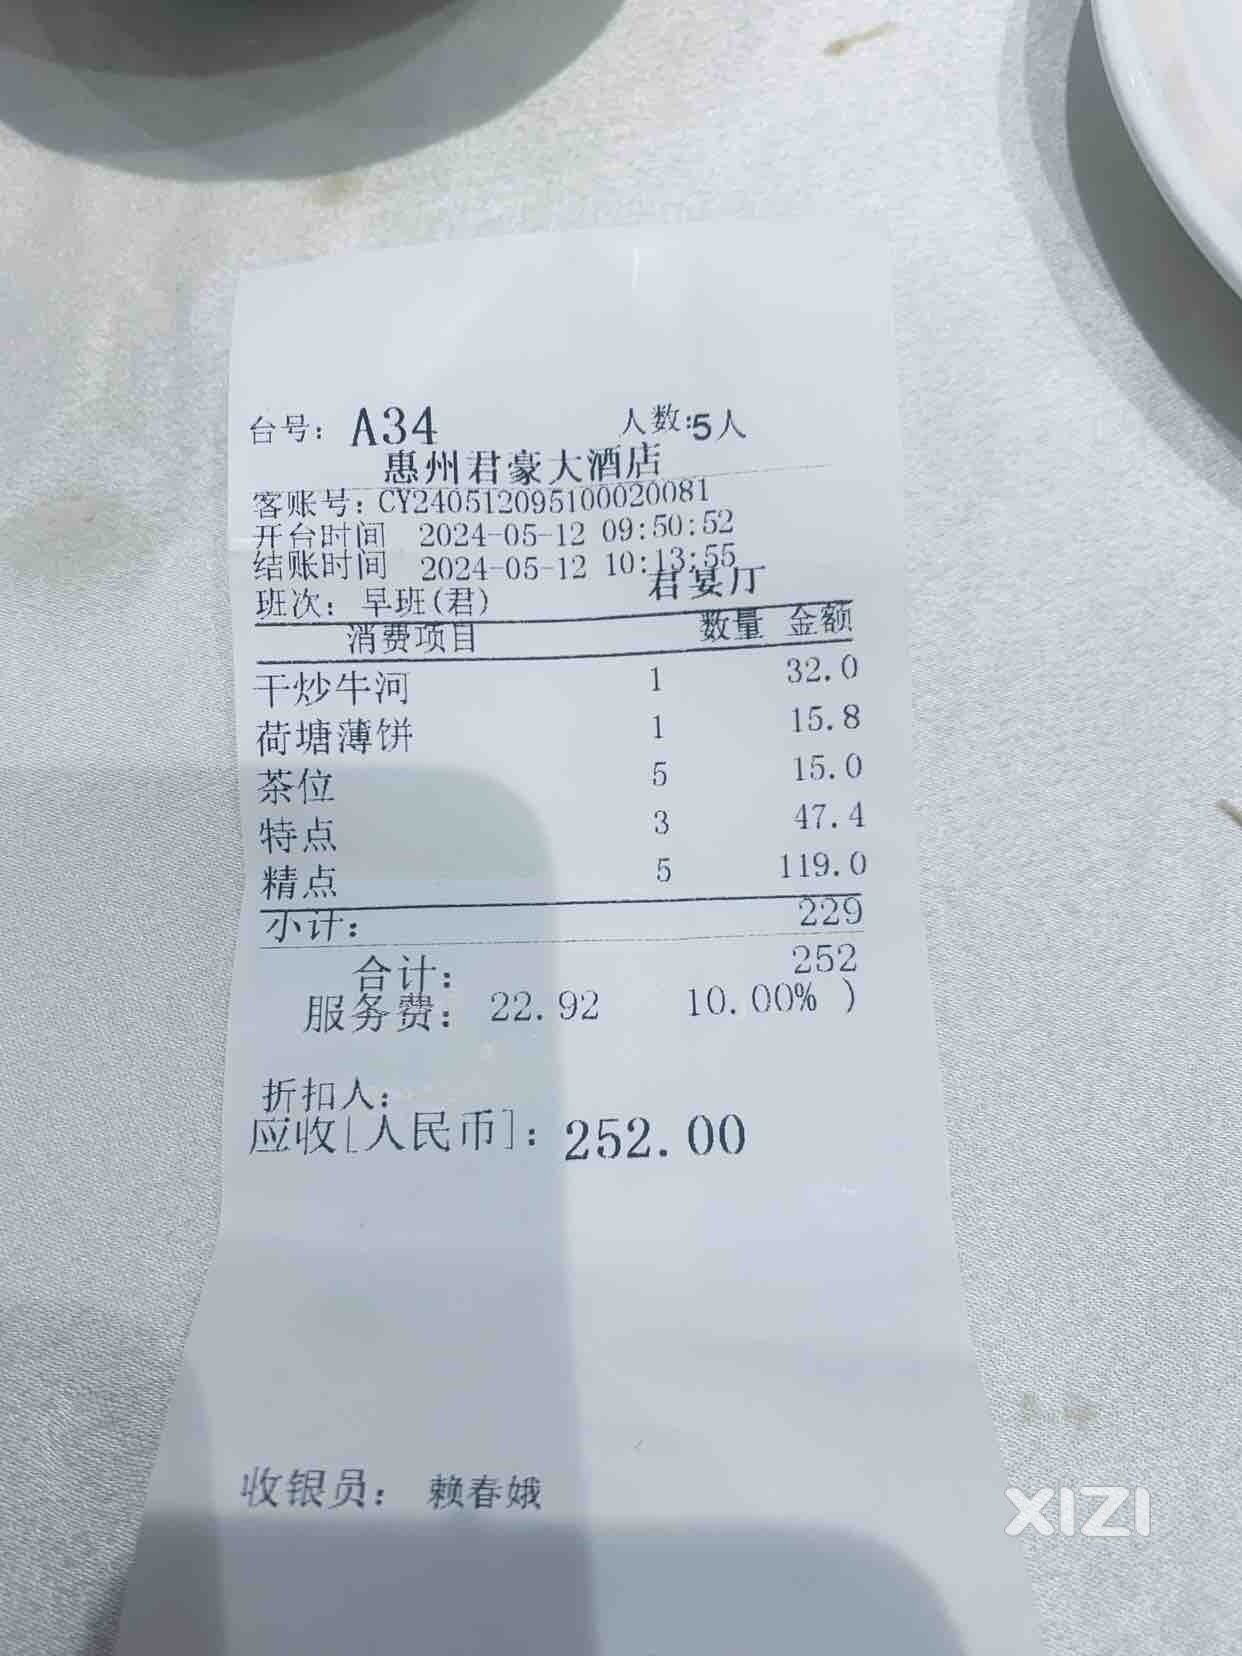 台号: A34 人数:5人
惠州君豪大酒店
客账号: CY240512095100020081
开台时间 2024-05-12 09:50:52
结账时间 2024-05-12 10:13:55
君宴厅
班次: 早班(君)
消费项目 数量 金额
干炒牛河 1 32.0
荷塘薄饼 1 15.8
茶位 5 15.0
特点 3 47.4
精点 5 119.0
小计: 229
合计: 252
服务费: 22.92 10.00% )
折扣人:
应收[人民币]: 252.00
收银员: 赖春娥
XIZI